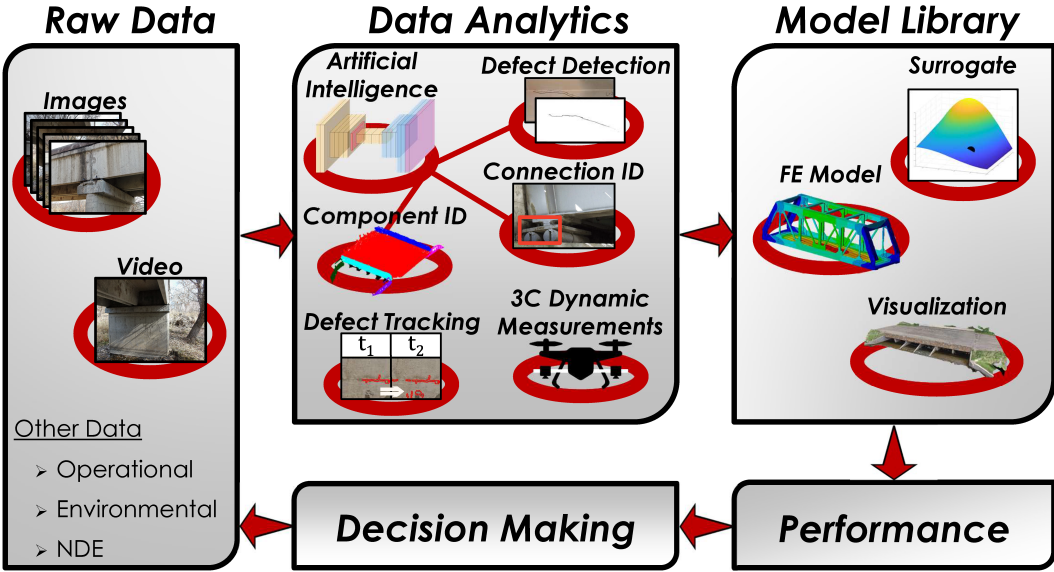 Raw Data
Images
Video
Other Data
➢ Operational
➢ Environmental
➢ NDE
Data Analytics
Artificial
Intelligence
Defect Detection
Connection ID
Component ID
Defect Tracking
t₁ t₂
3C Dynamic
Measurements
Model Library
Surrogate
FE Model
Visualization
Performance
Decision Making